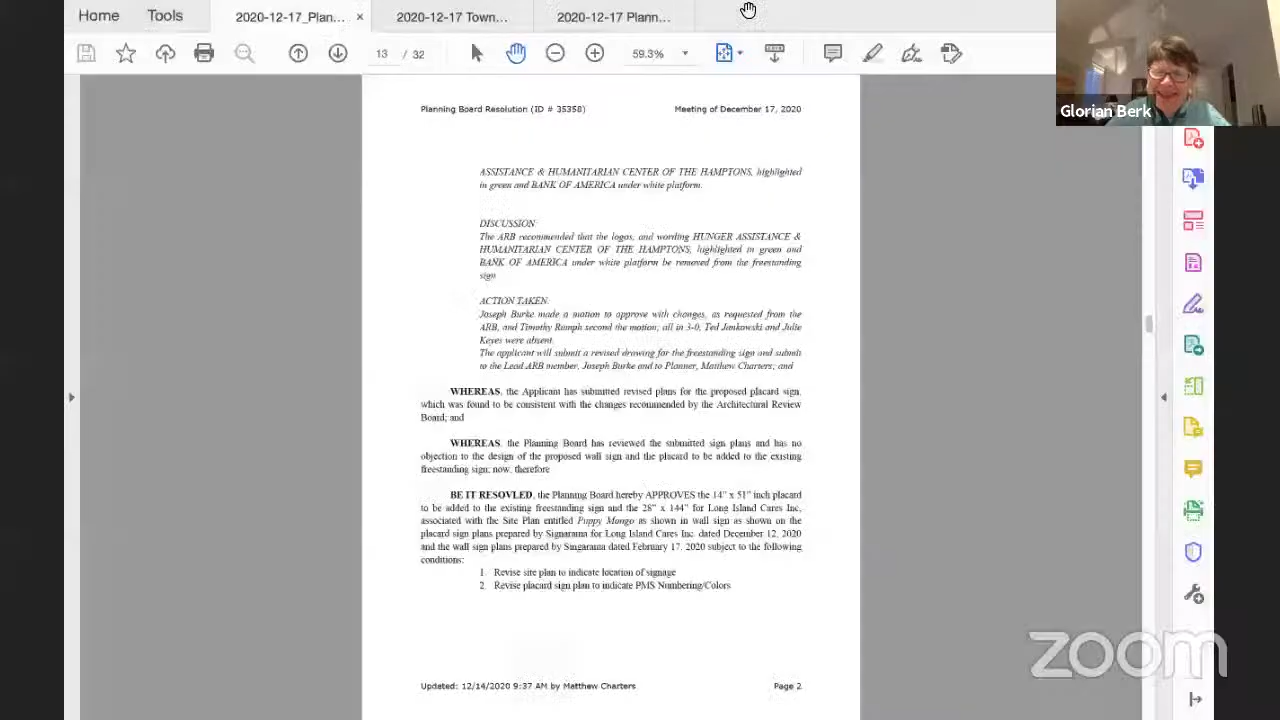 Home
Tools
2020-12-17_Plan...
×
2020-12-17 Town...
2020-12-17 Plann...
13 / 32
59.3%
Glorian Berk
Planning Board Resolution (ID # 35358)
Meeting of December 17, 2020
ASSISTANCE & HUMANITARIAN CENTER OF THE HAMPTONS, highlighted
in green and BANK OF AMERICA under white platform.
DISCUSSION:
The ARB recommended that the logos, and wording HUNGER ASSISTANCE &
HUMANITARIAN CENTER OF THE HAMPTONS, highlighted in green and
BANK OF AMERICA under white platform be removed from the freestanding
sign
ACTION TAKEN:
Joseph Burke made a motion to approve with changes, as requested from the
ARB, and Timothy Rumph second the motion; all in 3-0, Ted Jankowski and Julie
Keyes were absent.
The applicant will submit a revised drawing for the freestanding sign and submit
to the Lead ARB member, Joseph Burke and to Planner, Matthew Charters; and
WHEREAS, the Applicant has submitted revised plans for the proposed placard sign,
which was found to be consistent with the changes recommended by the Architectural Review
Board; and
WHEREAS, the Planning Board has reviewed the submitted sign plans and has no
objection to the design of the proposed wall sign and the placard to be added to the existing
freestanding sign; now, therefore
BE IT RESOVLED, the Planning Board hereby APPROVES the 14" x 51" inch placard
to be added to the existing freestanding sign and the 28" x 144" for Long Island Cares Inc,
associated with the Site Plan entitled Puppy Mango as shown in wall sign as shown on the
placard sign plans prepared by Signarama for Long Island Cares Inc. dated December 12, 2020
and the wall sign plans prepared by Singarama dated February 17, 2020 subject to the following
conditions:
1. Revise site plan to indicate location of signage
2. Revise placard sign plan to indicate PMS Numbering/Colors
Updated: 12/14/2020 9:37 AM by Matthew Charters
Page 2
zoom